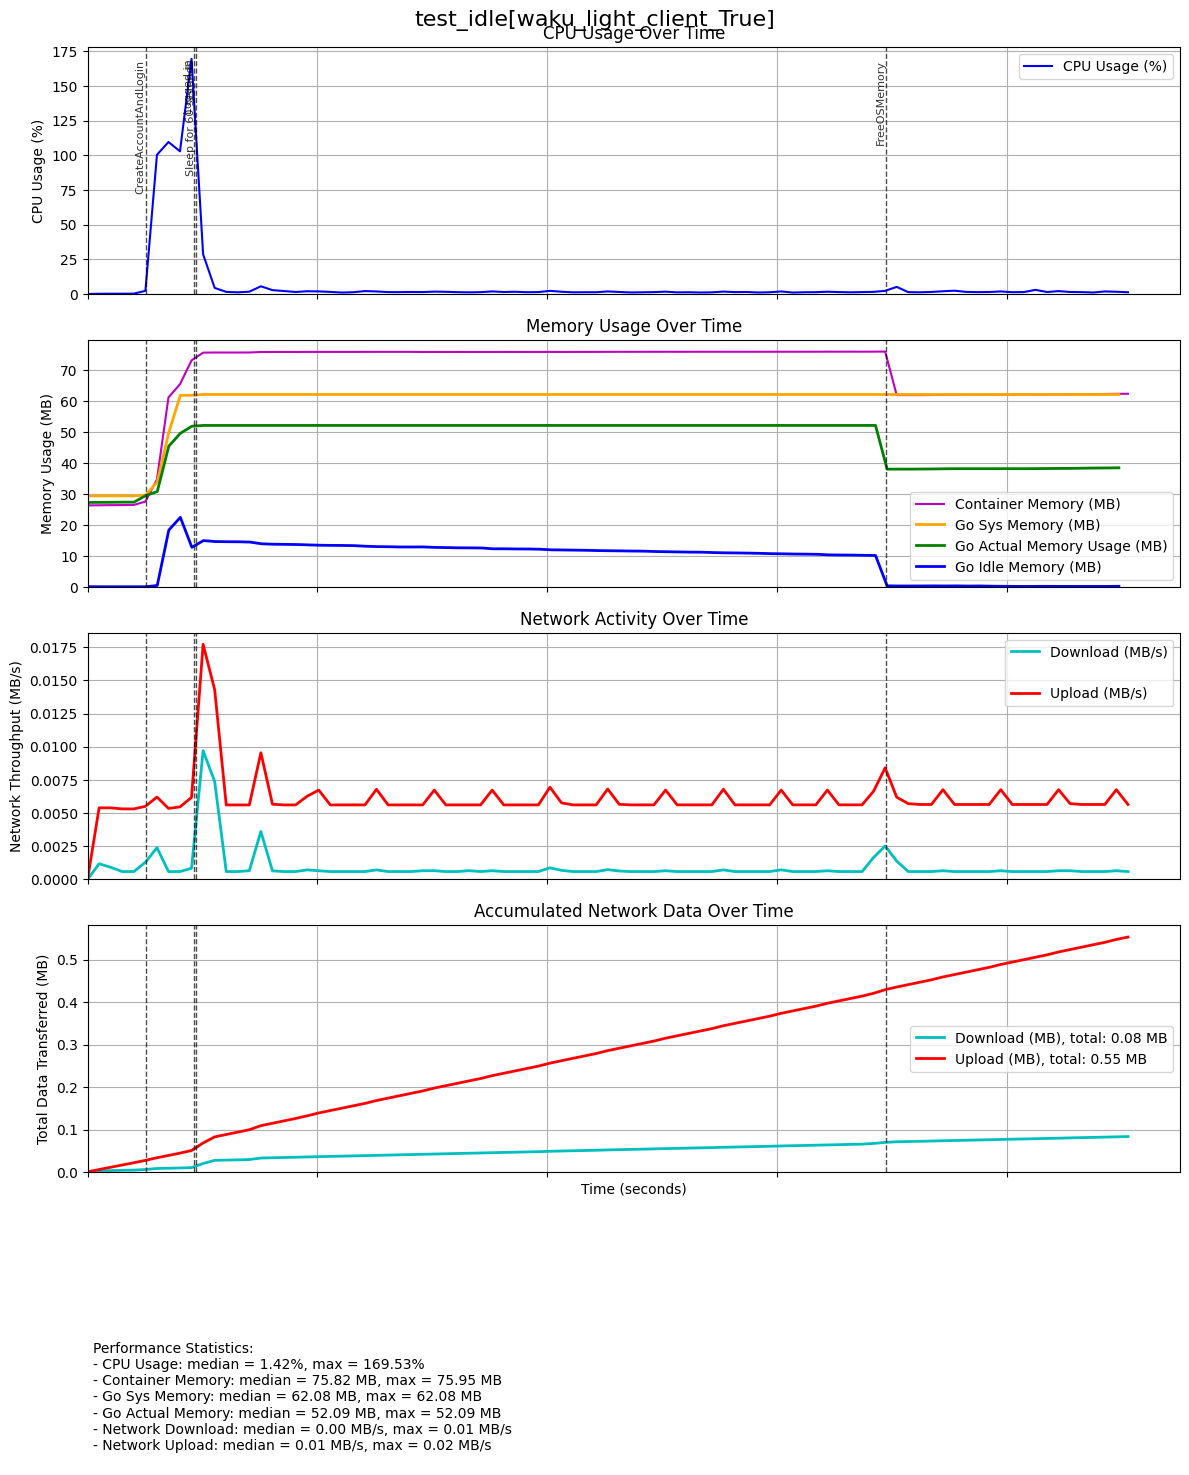 test_idle[waku_light_client_True]
CPU Usage Over Time
CPU Usage (%)
175
150
125
100
75
50
25
0
CreateAccountAndLogin
Sleep for 60
FreeOSMemory
CPU Usage (%)
Memory Usage Over Time
Memory Usage (MB)
70
60
50
40
30
20
10
0
Container Memory (MB)
Go Sys Memory (MB)
Go Actual Memory Usage (MB)
Go Idle Memory (MB)
Network Activity Over Time
Network Throughput (MB/s)
0.0175
0.0150
0.0125
0.0100
0.0075
0.0050
0.0025
0.0000
Download (MB/s)
Upload (MB/s)
Accumulated Network Data Over Time
Total Data Transferred (MB)
0.5
0.4
0.3
0.2
0.1
0.0
Download (MB), total: 0.08 MB
Upload (MB), total: 0.55 MB
Time (seconds)
Performance Statistics:
- CPU Usage: median = 1.42%, max = 169.53%
- Container Memory: median = 75.82 MB, max = 75.95 MB
- Go Sys Memory: median = 62.08 MB, max = 62.08 MB
- Go Actual Memory: median = 52.09 MB, max = 52.09 MB
- Network Download: median = 0.00 MB/s, max = 0.01 MB/s
- Network Upload: median = 0.01 MB/s, max = 0.02 MB/s